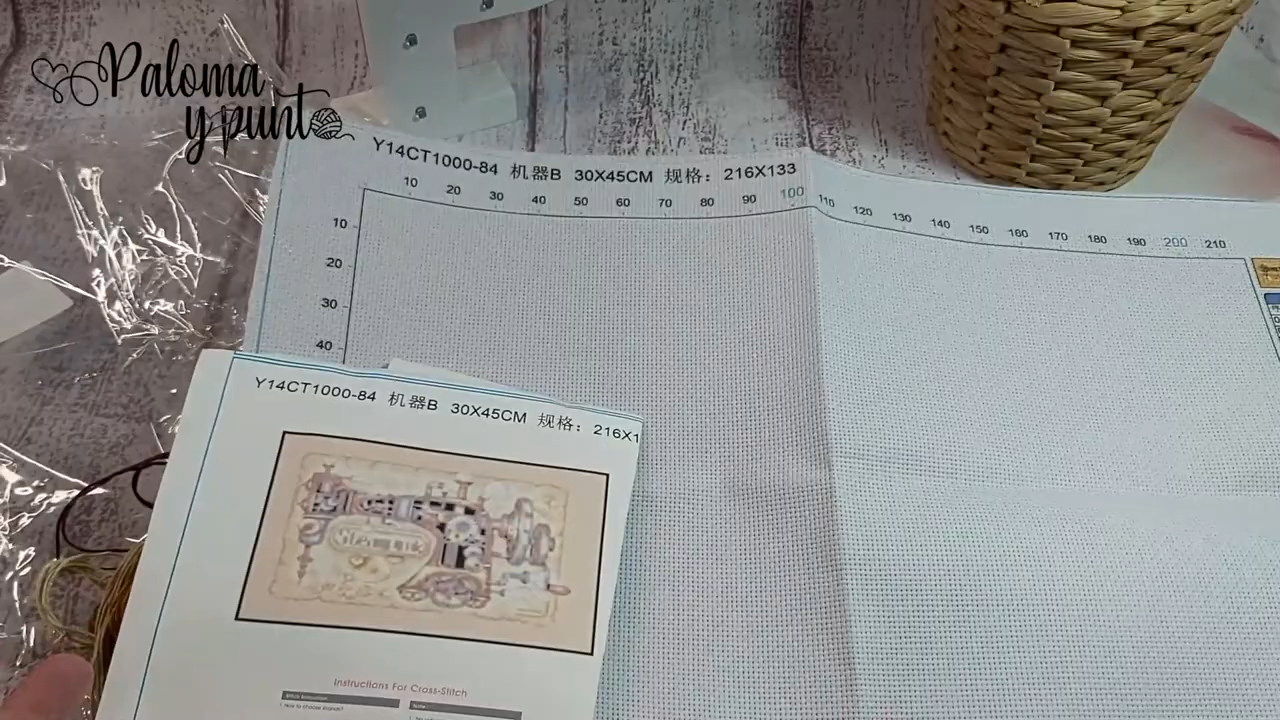 Paloma
y punto
Y14CT1000-84 机器B 30X45CM 规格：216X133
10 20 30 40 50 60 70 80 90 100 110 120 130 140 150 160 170 180 190 200 210
10
20
30
40
Y14CT1000-84 机器B 30X45CM 规格：216X1
Instructions For Cross-Stitch